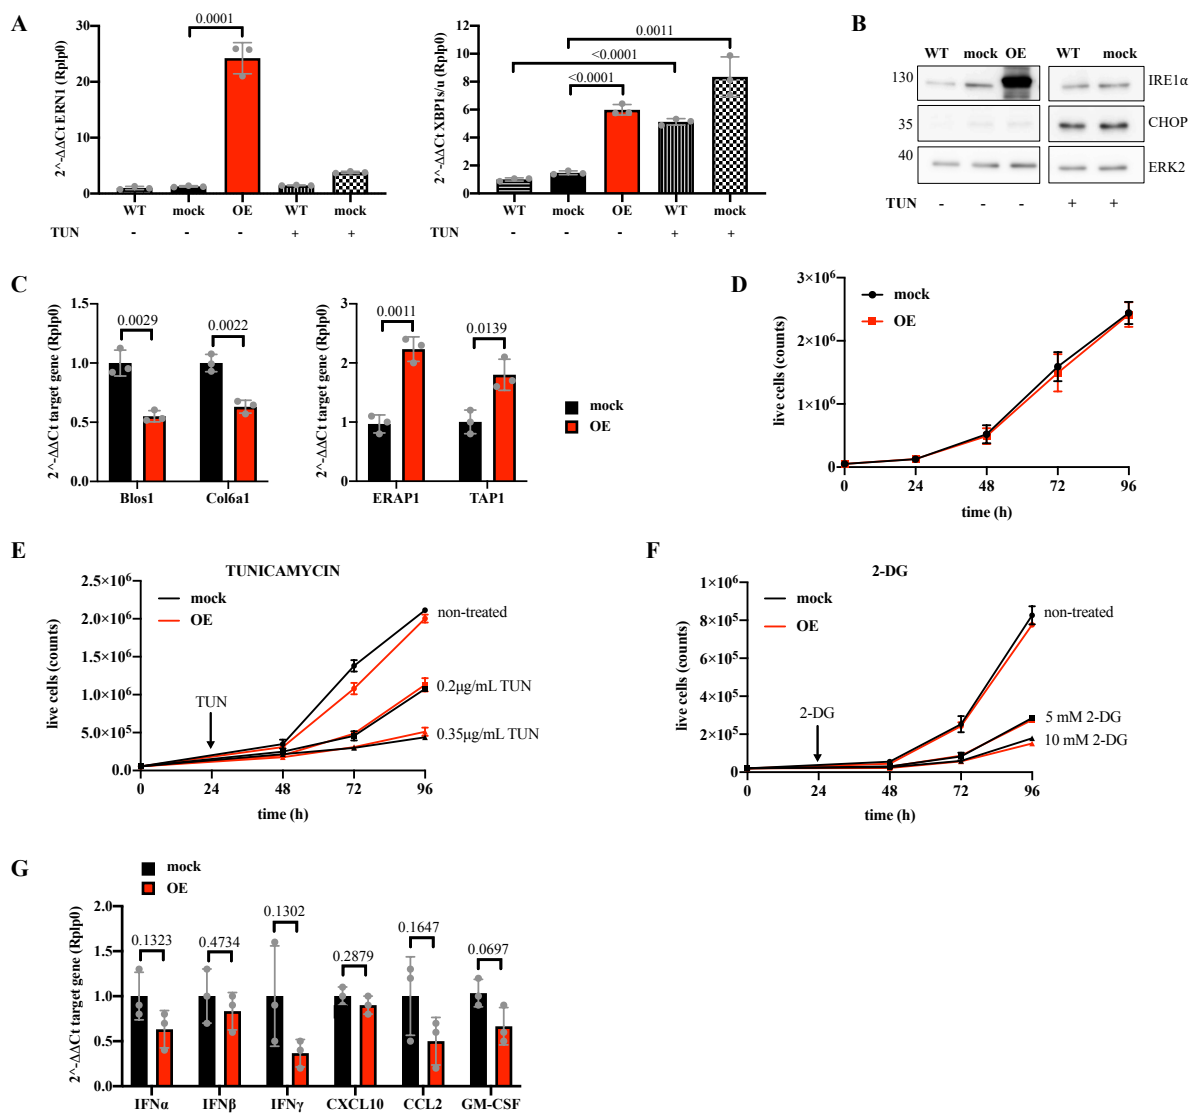 A
2^-ΔΔCt ERN1 (Rplp0)
30
20
10
0
0.0001
WT mock OE WT mock
TUN - - - + +
2^-ΔΔCt XBP1s/u (Rplp0)
12
10
8
6
4
2
0
0.0011
<0.0001
<0.0001
WT mock OE WT mock
TUN - - - + +
B
WT mock OE WT mock
130 IRE1α
35 CHOP
40 ERK2
TUN - - - + +
C
2^-ΔΔCt target gene (Rplp0)
1.5
1.0
0.5
0.0
0.0029
0.0022
Blos1 Col6a1
2^-ΔΔCt target gene (Rplp0)
3
2
1
0
0.0011
0.0139
ERAP1 TAP1
mock
OE
D
live cells (counts)
3×10⁶
2×10⁶
1×10⁶
0
mock
OE
0 24 48 72 96
time (h)
E
TUNICAMYCIN
live cells (counts)
2.5×10⁶
2.0×10⁶
1.5×10⁶
1.0×10⁶
5.0×10⁵
0.0
mock
OE
TUN
non-treated
0.2μg/mL TUN
0.35μg/mL TUN
0 24 48 72 96
time (h)
F
2-DG
live cells (counts)
1×10⁶
8×10⁵
6×10⁵
4×10⁵
2×10⁵
0
mock
OE
2-DG
non-treated
5 mM 2-DG
10 mM 2-DG
0 24 48 72 96
time (h)
G
mock
OE
2^-ΔΔCt target gene (Rplp0)
2.0
1.5
1.0
0.5
0.0
0.1323
0.4734
0.1302
0.2879
0.1647
0.0697
IFNα IFNβ IFNγ CXCL10 CCL2 GM-CSF